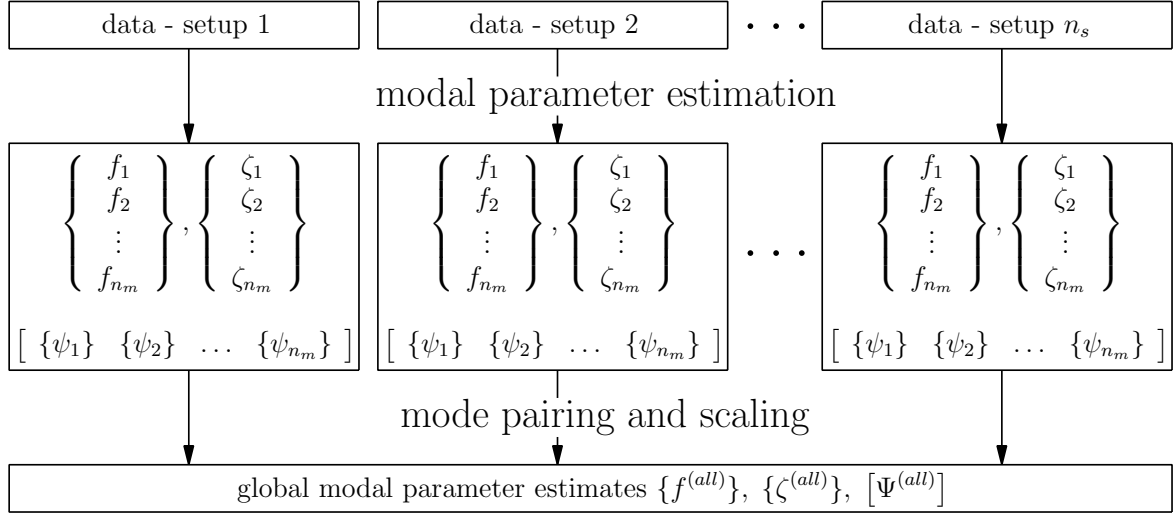 data - setup 1 data - setup 2 . . . data - setup n_s
modal parameter estimation
{ f_1 } , { ζ_1 } { f_1 } , { ζ_1 } { f_1 } , { ζ_1 }
f_2 ζ_2 f_2 ζ_2 f_2 ζ_2
⋮ ⋮ ⋮ ⋮ . . . ⋮ ⋮
f_{n_m} ζ_{n_m} f_{n_m} ζ_{n_m} f_{n_m} ζ_{n_m}
[ {ψ_1} {ψ_2} … {ψ_{n_m}} ] [ {ψ_1} {ψ_2} … {ψ_{n_m}} ] [ {ψ_1} {ψ_2} … {ψ_{n_m}} ]
mode pairing and scaling
global modal parameter estimates {f^{(all)}}, {ζ^{(all)}}, [Ψ^{(all)}]